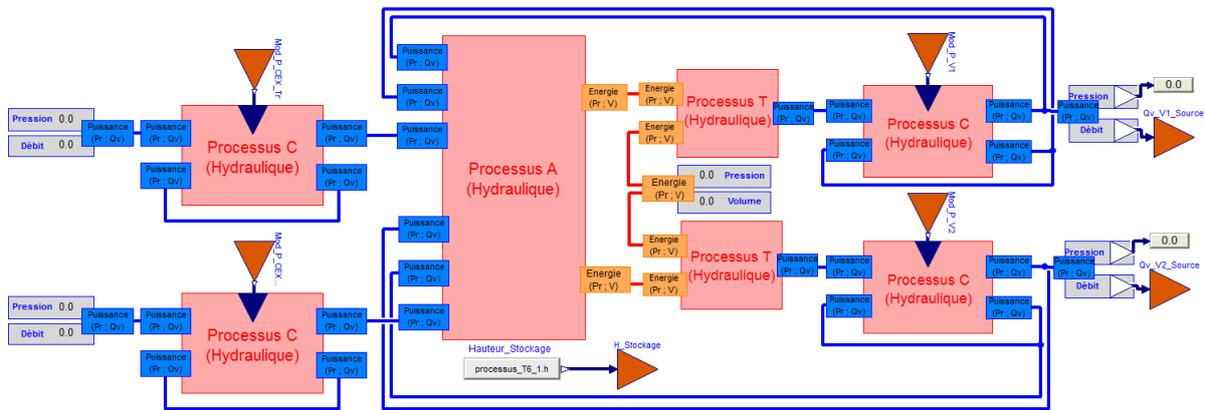 Mod_P_CEX_Tr
Pression 0.0
Débit 0.0
Puissance
(Pr ; Qv)
Puissance
(Pr ; Qv)
Puissance
(Pr ; Qv)
Processus C
(Hydraulique)
Puissance
(Pr ; Qv)
Puissance
(Pr ; Qv)
Puissance
(Pr ; Qv)
Puissance
(Pr ; Qv)
Puissance
(Pr ; Qv)
Processus A
(Hydraulique)
Energie
(Pr ; V)
Energie
(Pr ; V)
Energie
(Pr ; V)
Processus T
(Hydraulique)
Puissance
(Pr ; Qv)
Mod_P_V1
Puissance
(Pr ; Qv)
Puissance
(Pr ; Qv)
Processus C
(Hydraulique)
Puissance
(Pr ; Qv)
Puissance
(Pr ; Qv)
Puissance
(Pr ; Qv)
Pression
Débit
0.0
Qv_V1_Source
Energie
(Pr ; V)
0.0 Pression
0.0 Volume
Mod_P_CEX...
Pression 0.0
Débit 0.0
Puissance
(Pr ; Qv)
Puissance
(Pr ; Qv)
Puissance
(Pr ; Qv)
Processus C
(Hydraulique)
Puissance
(Pr ; Qv)
Puissance
(Pr ; Qv)
Puissance
(Pr ; Qv)
Puissance
(Pr ; Qv)
Puissance
(Pr ; Qv)
Energie
(Pr ; V)
Energie
(Pr ; V)
Energie
(Pr ; V)
Processus T
(Hydraulique)
Puissance
(Pr ; Qv)
Mod_P_V2
Puissance
(Pr ; Qv)
Puissance
(Pr ; Qv)
Processus C
(Hydraulique)
Puissance
(Pr ; Qv)
Puissance
(Pr ; Qv)
Puissance
(Pr ; Qv)
Pression
Débit
0.0
Qv_V2_Source
Hauteur_Stockage
processus_T6_1.h
H_Stockage